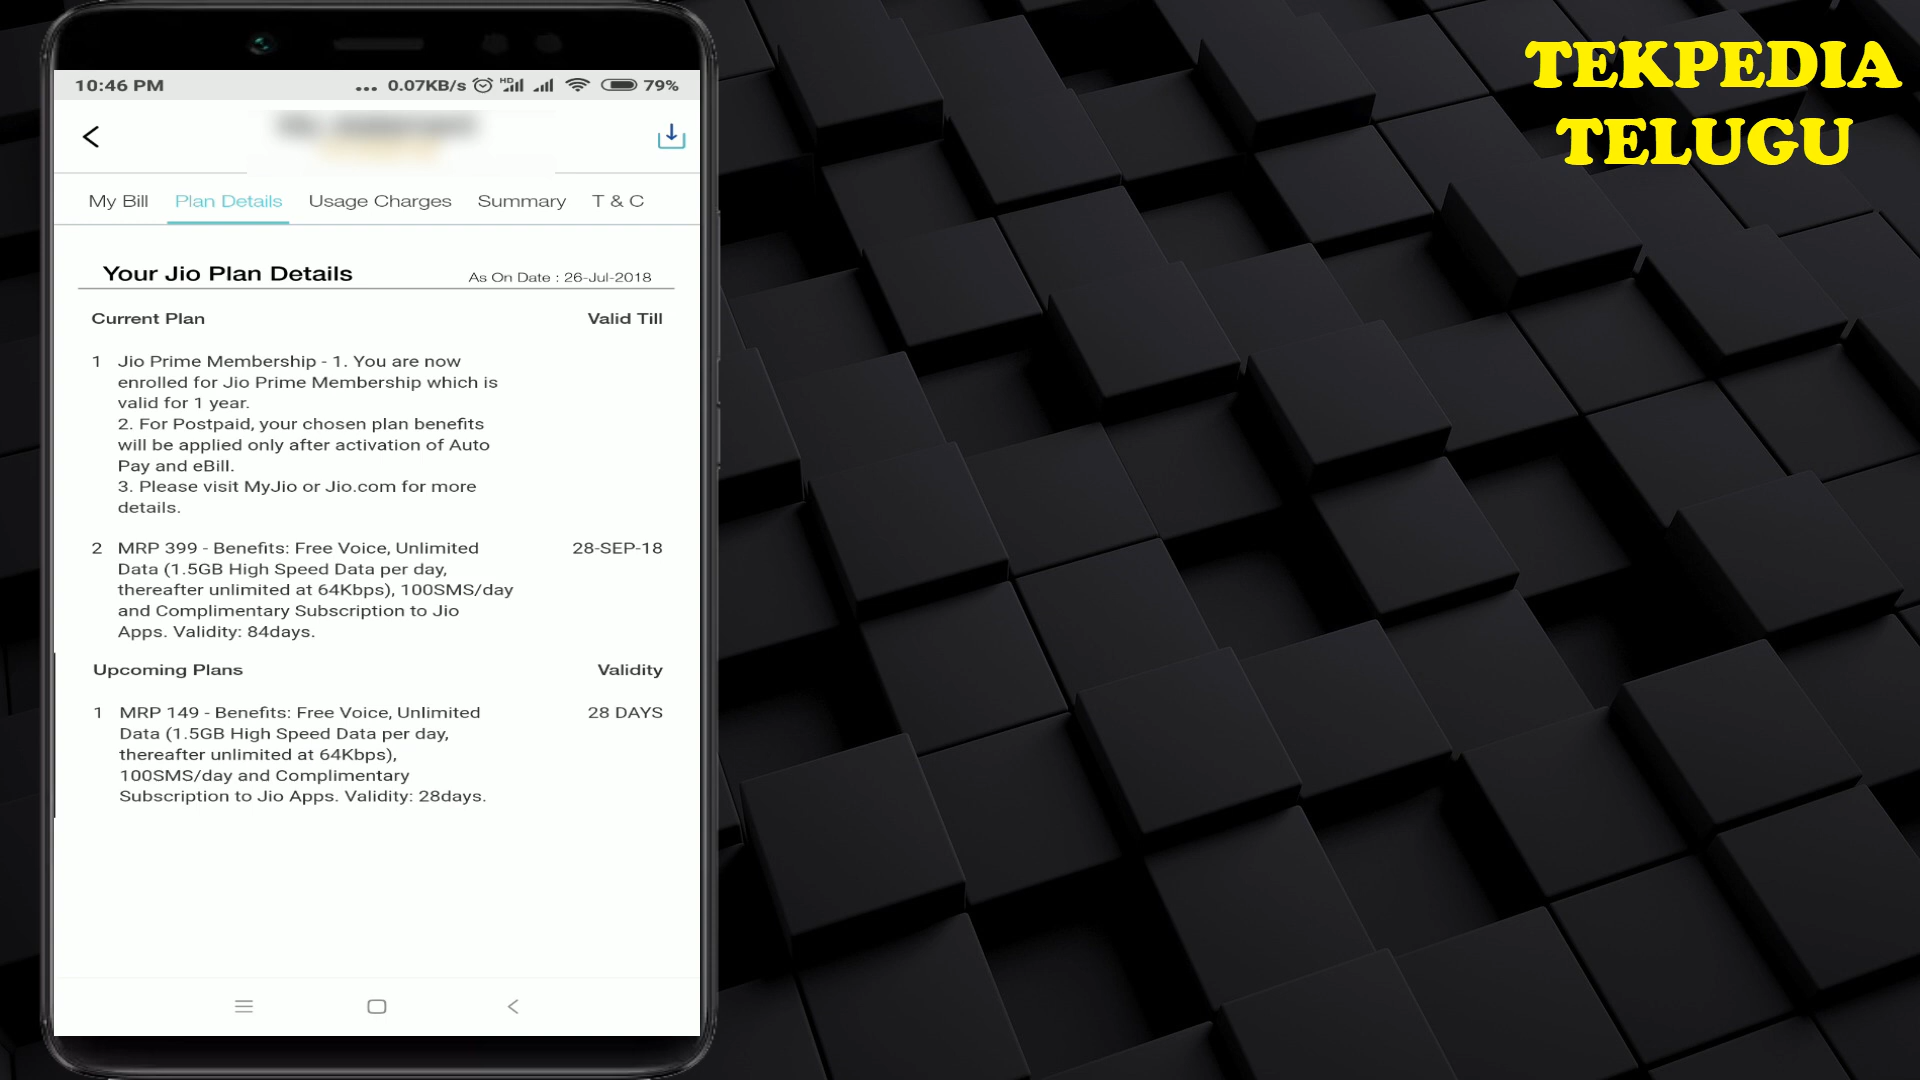 TEKPEDIA
TELUGU
10:46 PM ... 0.07KB/s HD 79%
My Bill Plan Details Usage Charges Summary T & C
Your Jio Plan Details As On Date : 26-Jul-2018
Current Plan Valid Till
1 Jio Prime Membership - 1. You are now
enrolled for Jio Prime Membership which is
valid for 1 year.
2. For Postpaid, your chosen plan benefits
will be applied only after activation of Auto
Pay and eBill.
3. Please visit MyJio or Jio.com for more
details.
2 MRP 399 - Benefits: Free Voice, Unlimited 28-SEP-18
Data (1.5GB High Speed Data per day,
thereafter unlimited at 64Kbps), 100SMS/day
and Complimentary Subscription to Jio
Apps. Validity: 84days.
Upcoming Plans Validity
1 MRP 149 - Benefits: Free Voice, Unlimited 28 DAYS
Data (1.5GB High Speed Data per day,
thereafter unlimited at 64Kbps),
100SMS/day and Complimentary
Subscription to Jio Apps. Validity: 28days.